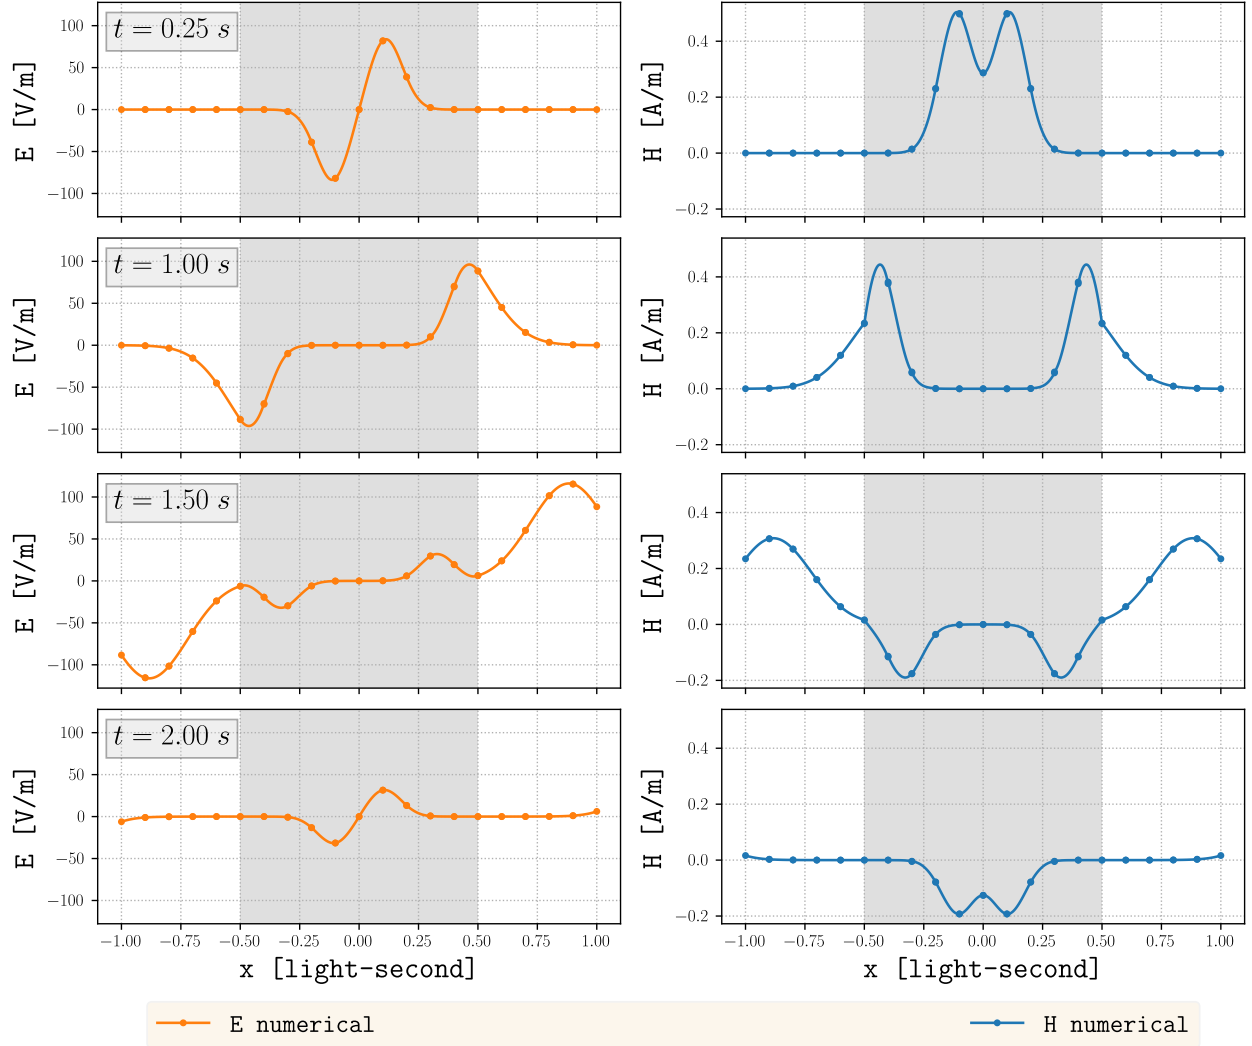 t = 0.25 s
100
50
0
−50
−100
E [V/m]
0.4
0.2
0.0
−0.2
H [A/m]
t = 1.00 s
100
50
0
−50
−100
E [V/m]
0.4
0.2
0.0
−0.2
H [A/m]
t = 1.50 s
100
50
0
−50
−100
E [V/m]
0.4
0.2
0.0
−0.2
H [A/m]
t = 2.00 s
100
50
0
−50
−100
E [V/m]
0.4
0.2
0.0
−0.2
H [A/m]
−1.00 −0.75 −0.50 −0.25 0.00 0.25 0.50 0.75 1.00
x [light-second]
−1.00 −0.75 −0.50 −0.25 0.00 0.25 0.50 0.75 1.00
x [light-second]
E numerical
H numerical